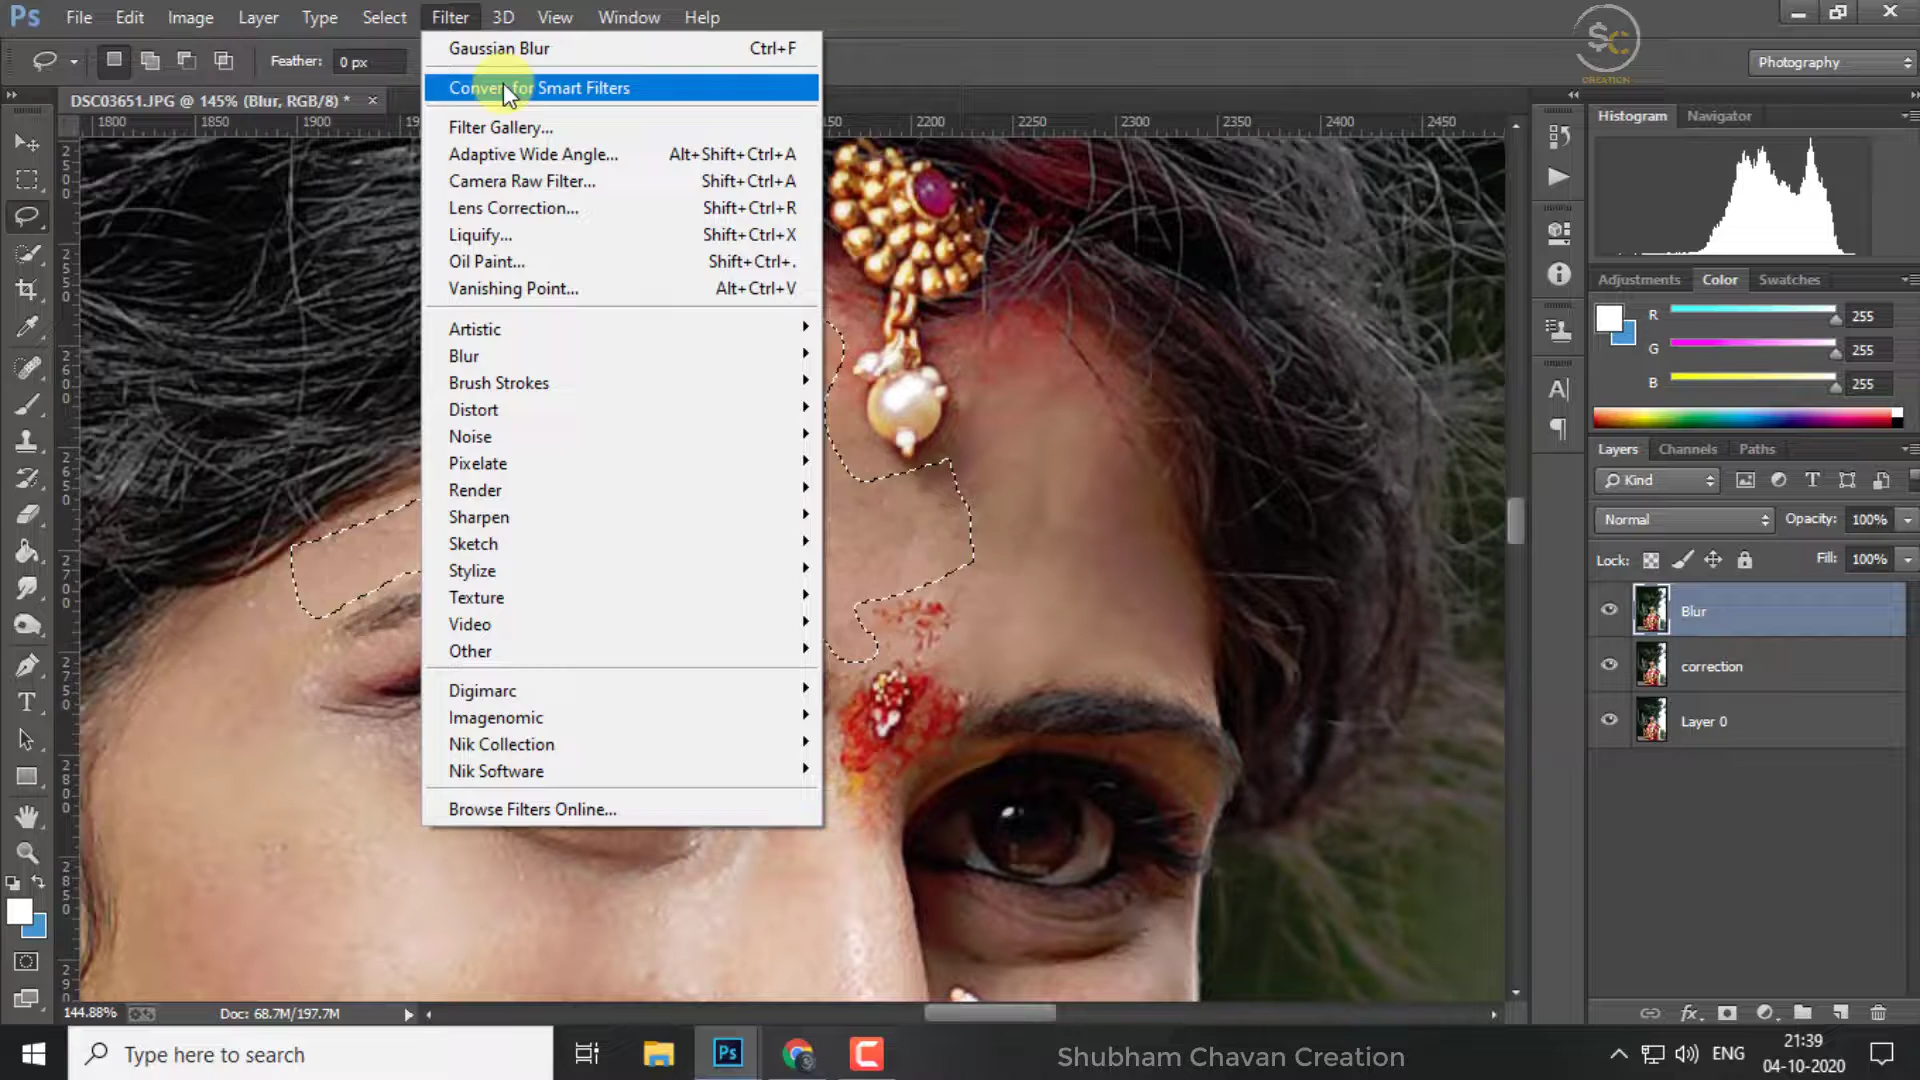 Ps File Edit Image Layer Type Select Filter 3D View Window Help
Feather: 0 px
Photography
SC
CREATION
DSC03651.JPG @ 145% (Blur, RGB/8) *
1800 1850 1900 2200 2250 2300 2350 2400 2450
Gaussian Blur Ctrl+F
Convert for Smart Filters
Filter Gallery...
Adaptive Wide Angle... Alt+Shift+Ctrl+A
Camera Raw Filter... Shift+Ctrl+A
Lens Correction... Shift+Ctrl+R
Liquify... Shift+Ctrl+X
Oil Paint... Shift+Ctrl+.
Vanishing Point... Alt+Ctrl+V
Artistic
Blur
Brush Strokes
Distort
Noise
Pixelate
Render
Sharpen
Sketch
Stylize
Texture
Video
Other
Digimarc
Imagenomic
Nik Collection
Nik Software
Browse Filters Online...
Histogram Navigator
Adjustments Color Swatches
R 255
G 255
B 255
Layers Channels Paths
Kind
Normal Opacity: 100%
Lock: Fill: 100%
Blur
correction
Layer 0
144.88% Doc: 68.7M/197.7M
Type here to search
Shubham Chavan Creation
ENG
21:39
04-10-2020